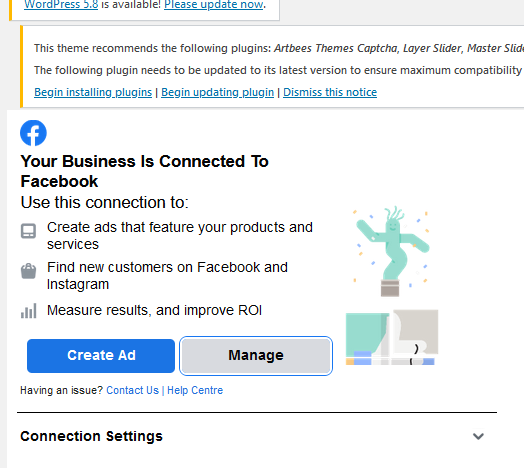 WordPress 5.8 is available! Please update now.
This theme recommends the following plugins: Artbees Themes Captcha, Layer Slider, Master
The following plugin needs to be updated to its latest version to ensure maximum compatibility
Begin installing plugins | Begin updating plugin | Dismiss this notice
Your Business Is Connected To
Facebook
Use this connection to:
Create ads that feature your products and
services
Find new customers on Facebook and
Instagram
Measure results, and improve ROI
Create Ad
Manage
Having an issue? Contact Us | Help Centre
Connection Settings